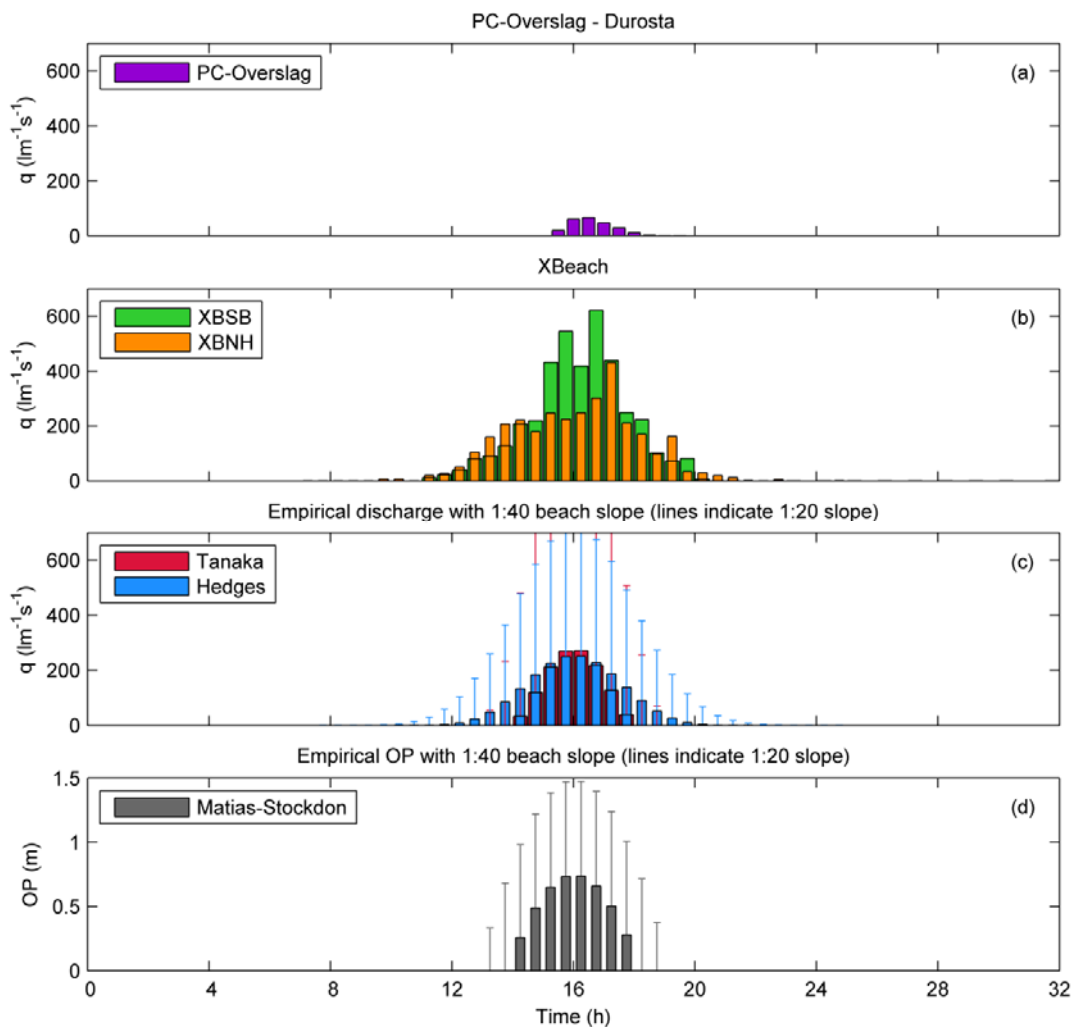 PC-Overslag - Durosta
600
400
200
0
q (lm⁻¹s⁻¹)
PC-Overslag
(a)
XBeach
600
400
200
0
q (lm⁻¹s⁻¹)
XBSB
XBNH
(b)
Empirical discharge with 1:40 beach slope (lines indicate 1:20 slope)
600
400
200
0
q (lm⁻¹s⁻¹)
Tanaka
Hedges
(c)
Empirical OP with 1:40 beach slope (lines indicate 1:20 slope)
1.5
1
0.5
0
OP (m)
Matias-Stockdon
(d)
0 4 8 12 16 20 24 28 32
Time (h)